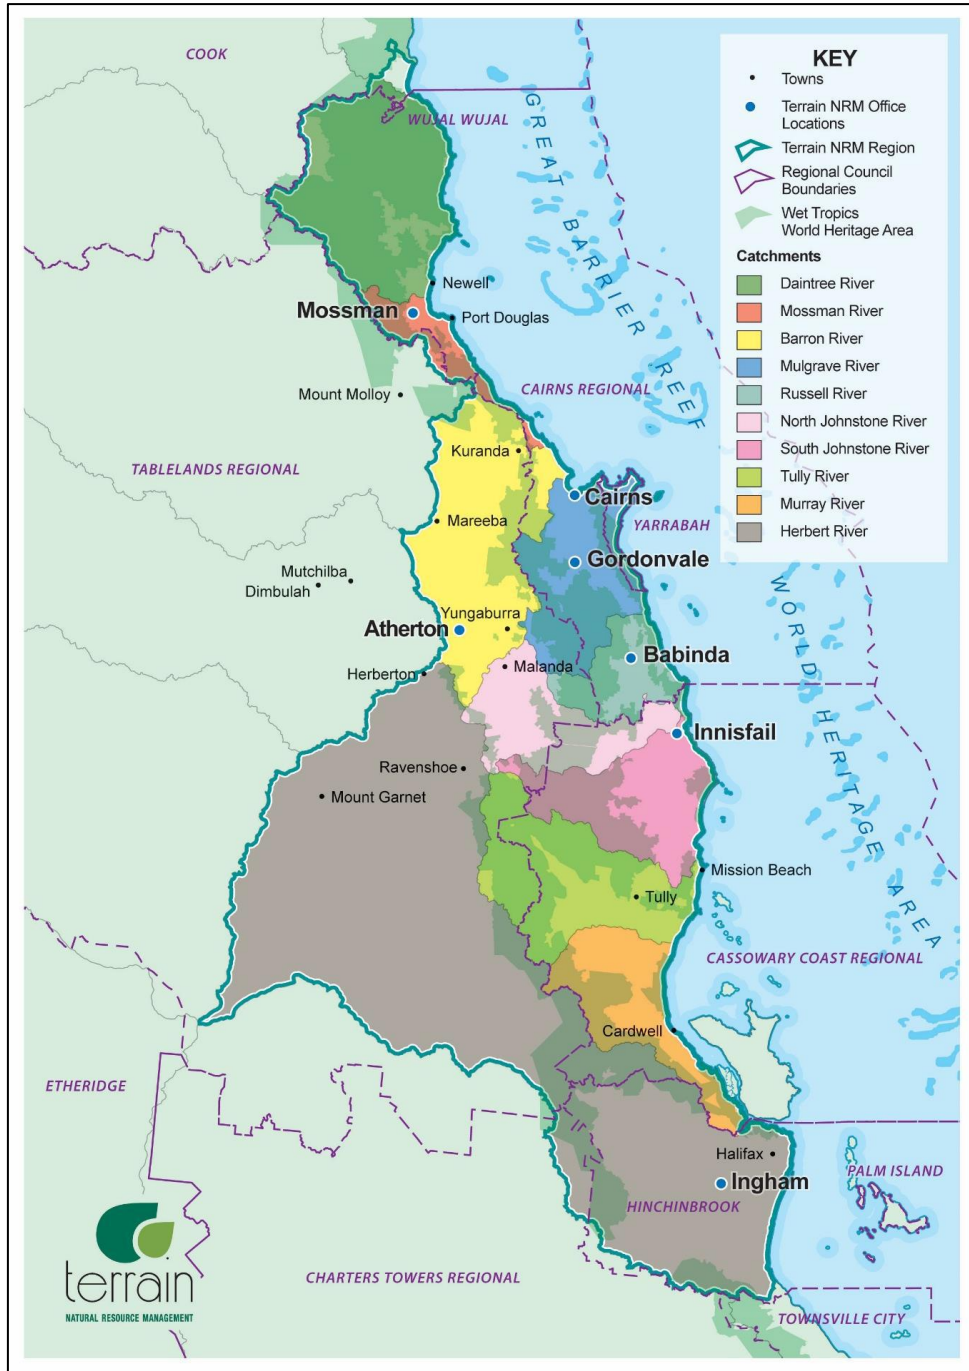 COOK
WUJAL WUJAL
GREAT BARRIER REEF
WORLD HERITAGE AREA
KEY
Towns
Terrain NRM Office
Locations
Terrain NRM Region
Regional Council
Boundaries
Wet Tropics
World Heritage Area
Catchments
Daintree River
Mossman River
Barron River
Mulgrave River
Russell River
North Johnstone River
South Johnstone River
Tully River
Murray River
Herbert River
Newell
Mossman
Port Douglas
CAIRNS REGIONAL
Mount Molloy
Kuranda
TABLELANDS REGIONAL
Cairns
Mareeba
YARRABAH
Gordonvale
Mutchilba
Dimbulah
Yungaburra
Atherton
Babinda
Malanda
Herberton
Innisfail
Ravenshoe
Mount Garnet
Mission Beach
Tully
CASSOWARY COAST REGIONAL
Cardwell
ETHERIDGE
Halifax
PALM ISLAND
Ingham
HINCHINBROOK
terrain
NATURAL RESOURCE MANAGEMENT
CHARTERS TOWERS REGIONAL
TOWNSVILLE CITY